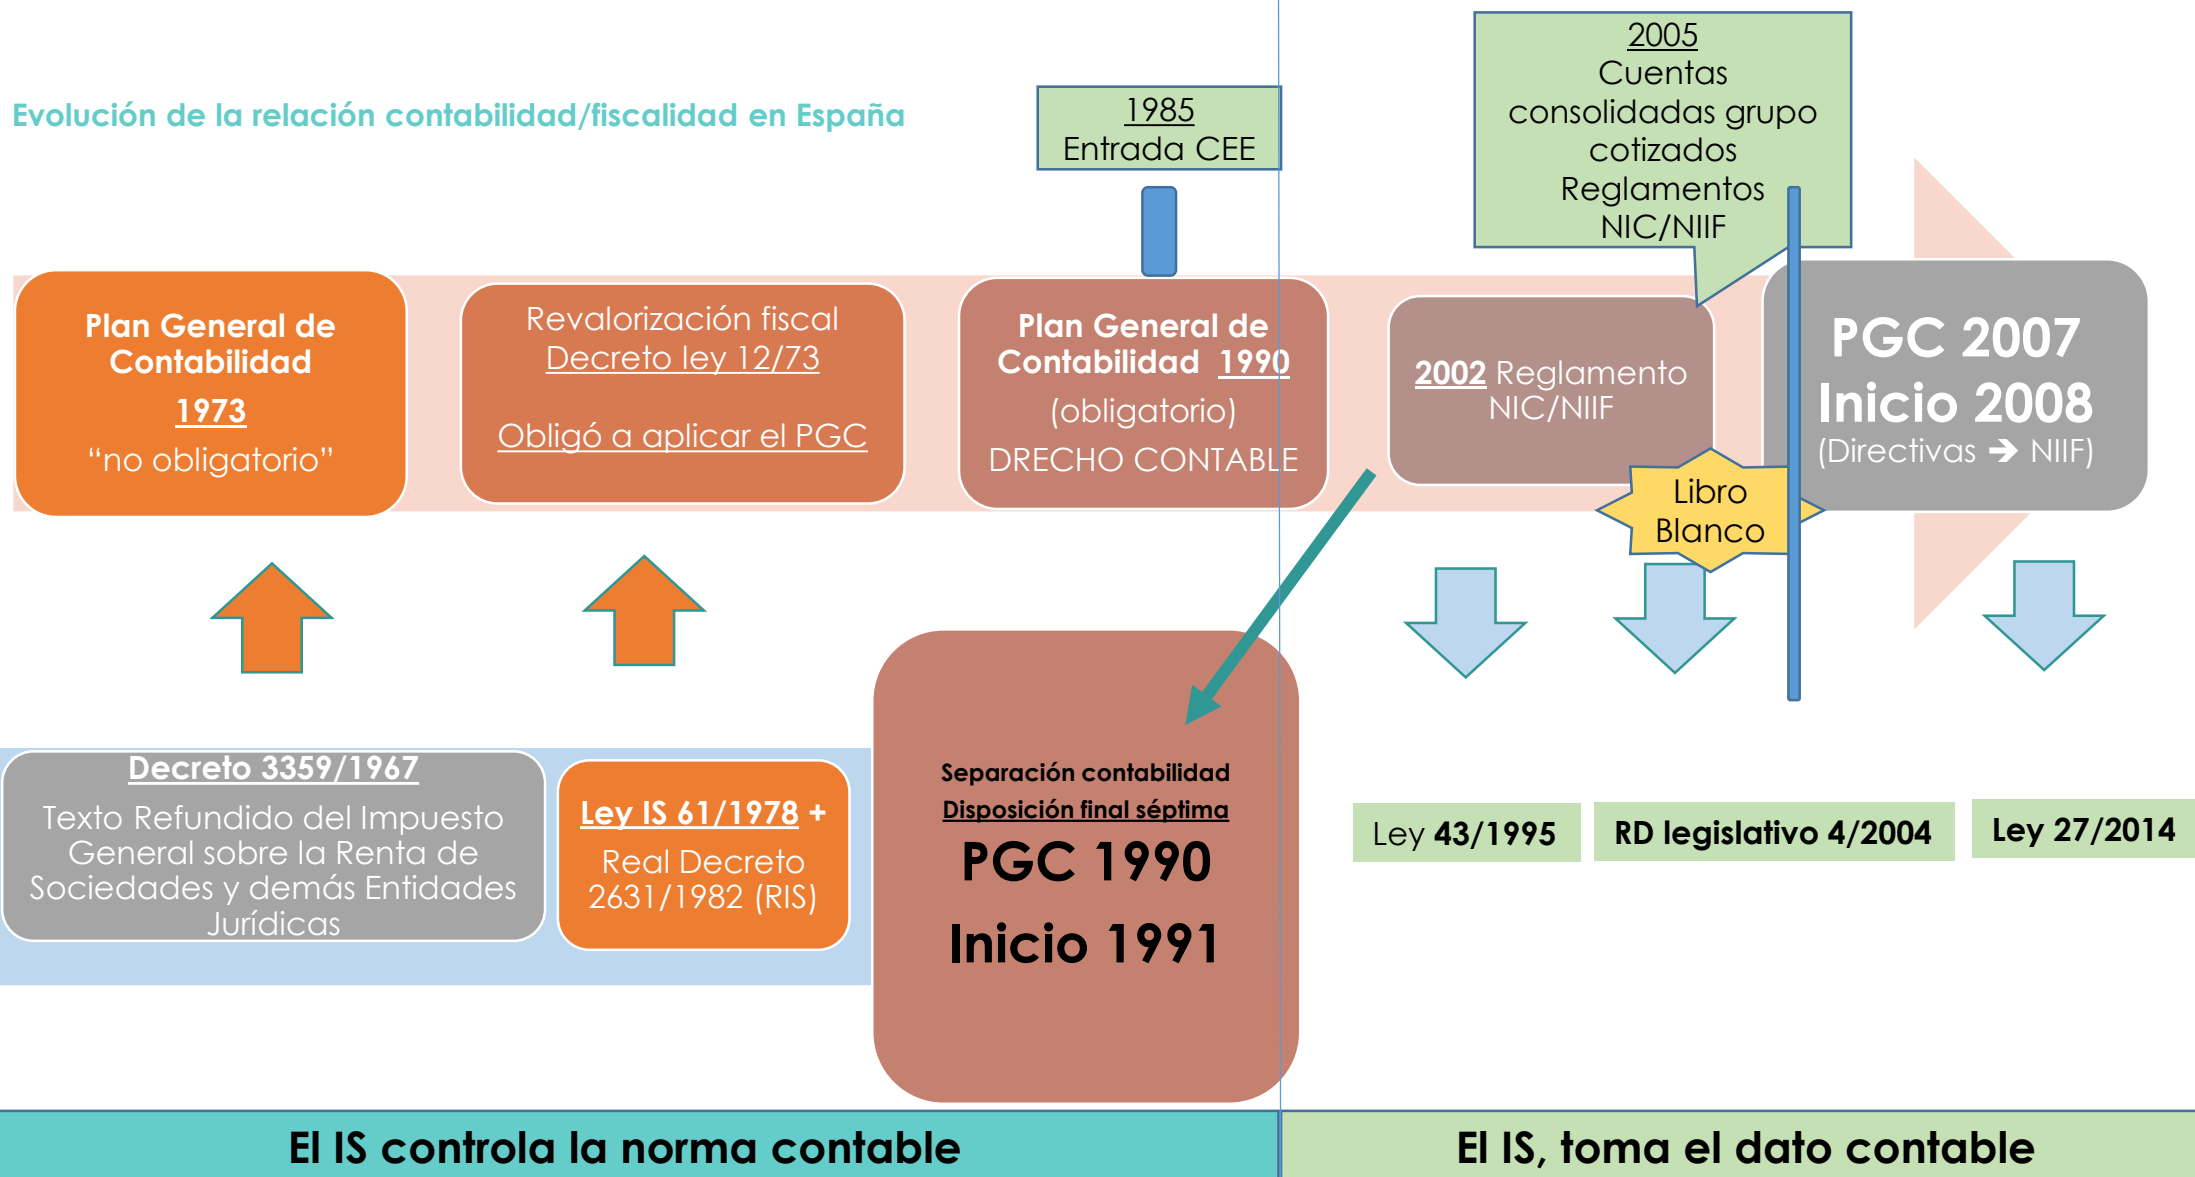 Evolución de la relación contabilidad/fiscalidad en España
1985
Entrada CEE
2005
Cuentas
consolidadas grupo
cotizados
Reglamentos
NIC/NIIF
Plan General de
Contabilidad
1973
“no obligatorio”
Revalorización fiscal
Decreto ley 12/73
Obligó a aplicar el PGC
Plan General de
Contabilidad 1990
(obligatorio)
DRECHO CONTABLE
2002 Reglamento
NIC/NIIF
Libro
Blanco
PGC 2007
Inicio 2008
(Directivas → NIIF)
Decreto 3359/1967
Texto Refundido del Impuesto
General sobre la Renta de
Sociedades y demás Entidades
Jurídicas
Ley IS 61/1978 +
Real Decreto
2631/1982 (RIS)
Separación contabilidad
Disposición final séptima
PGC 1990
Inicio 1991
Ley 43/1995
RD legislativo 4/2004
Ley 27/2014
El IS controla la norma contable
El IS, toma el dato contable